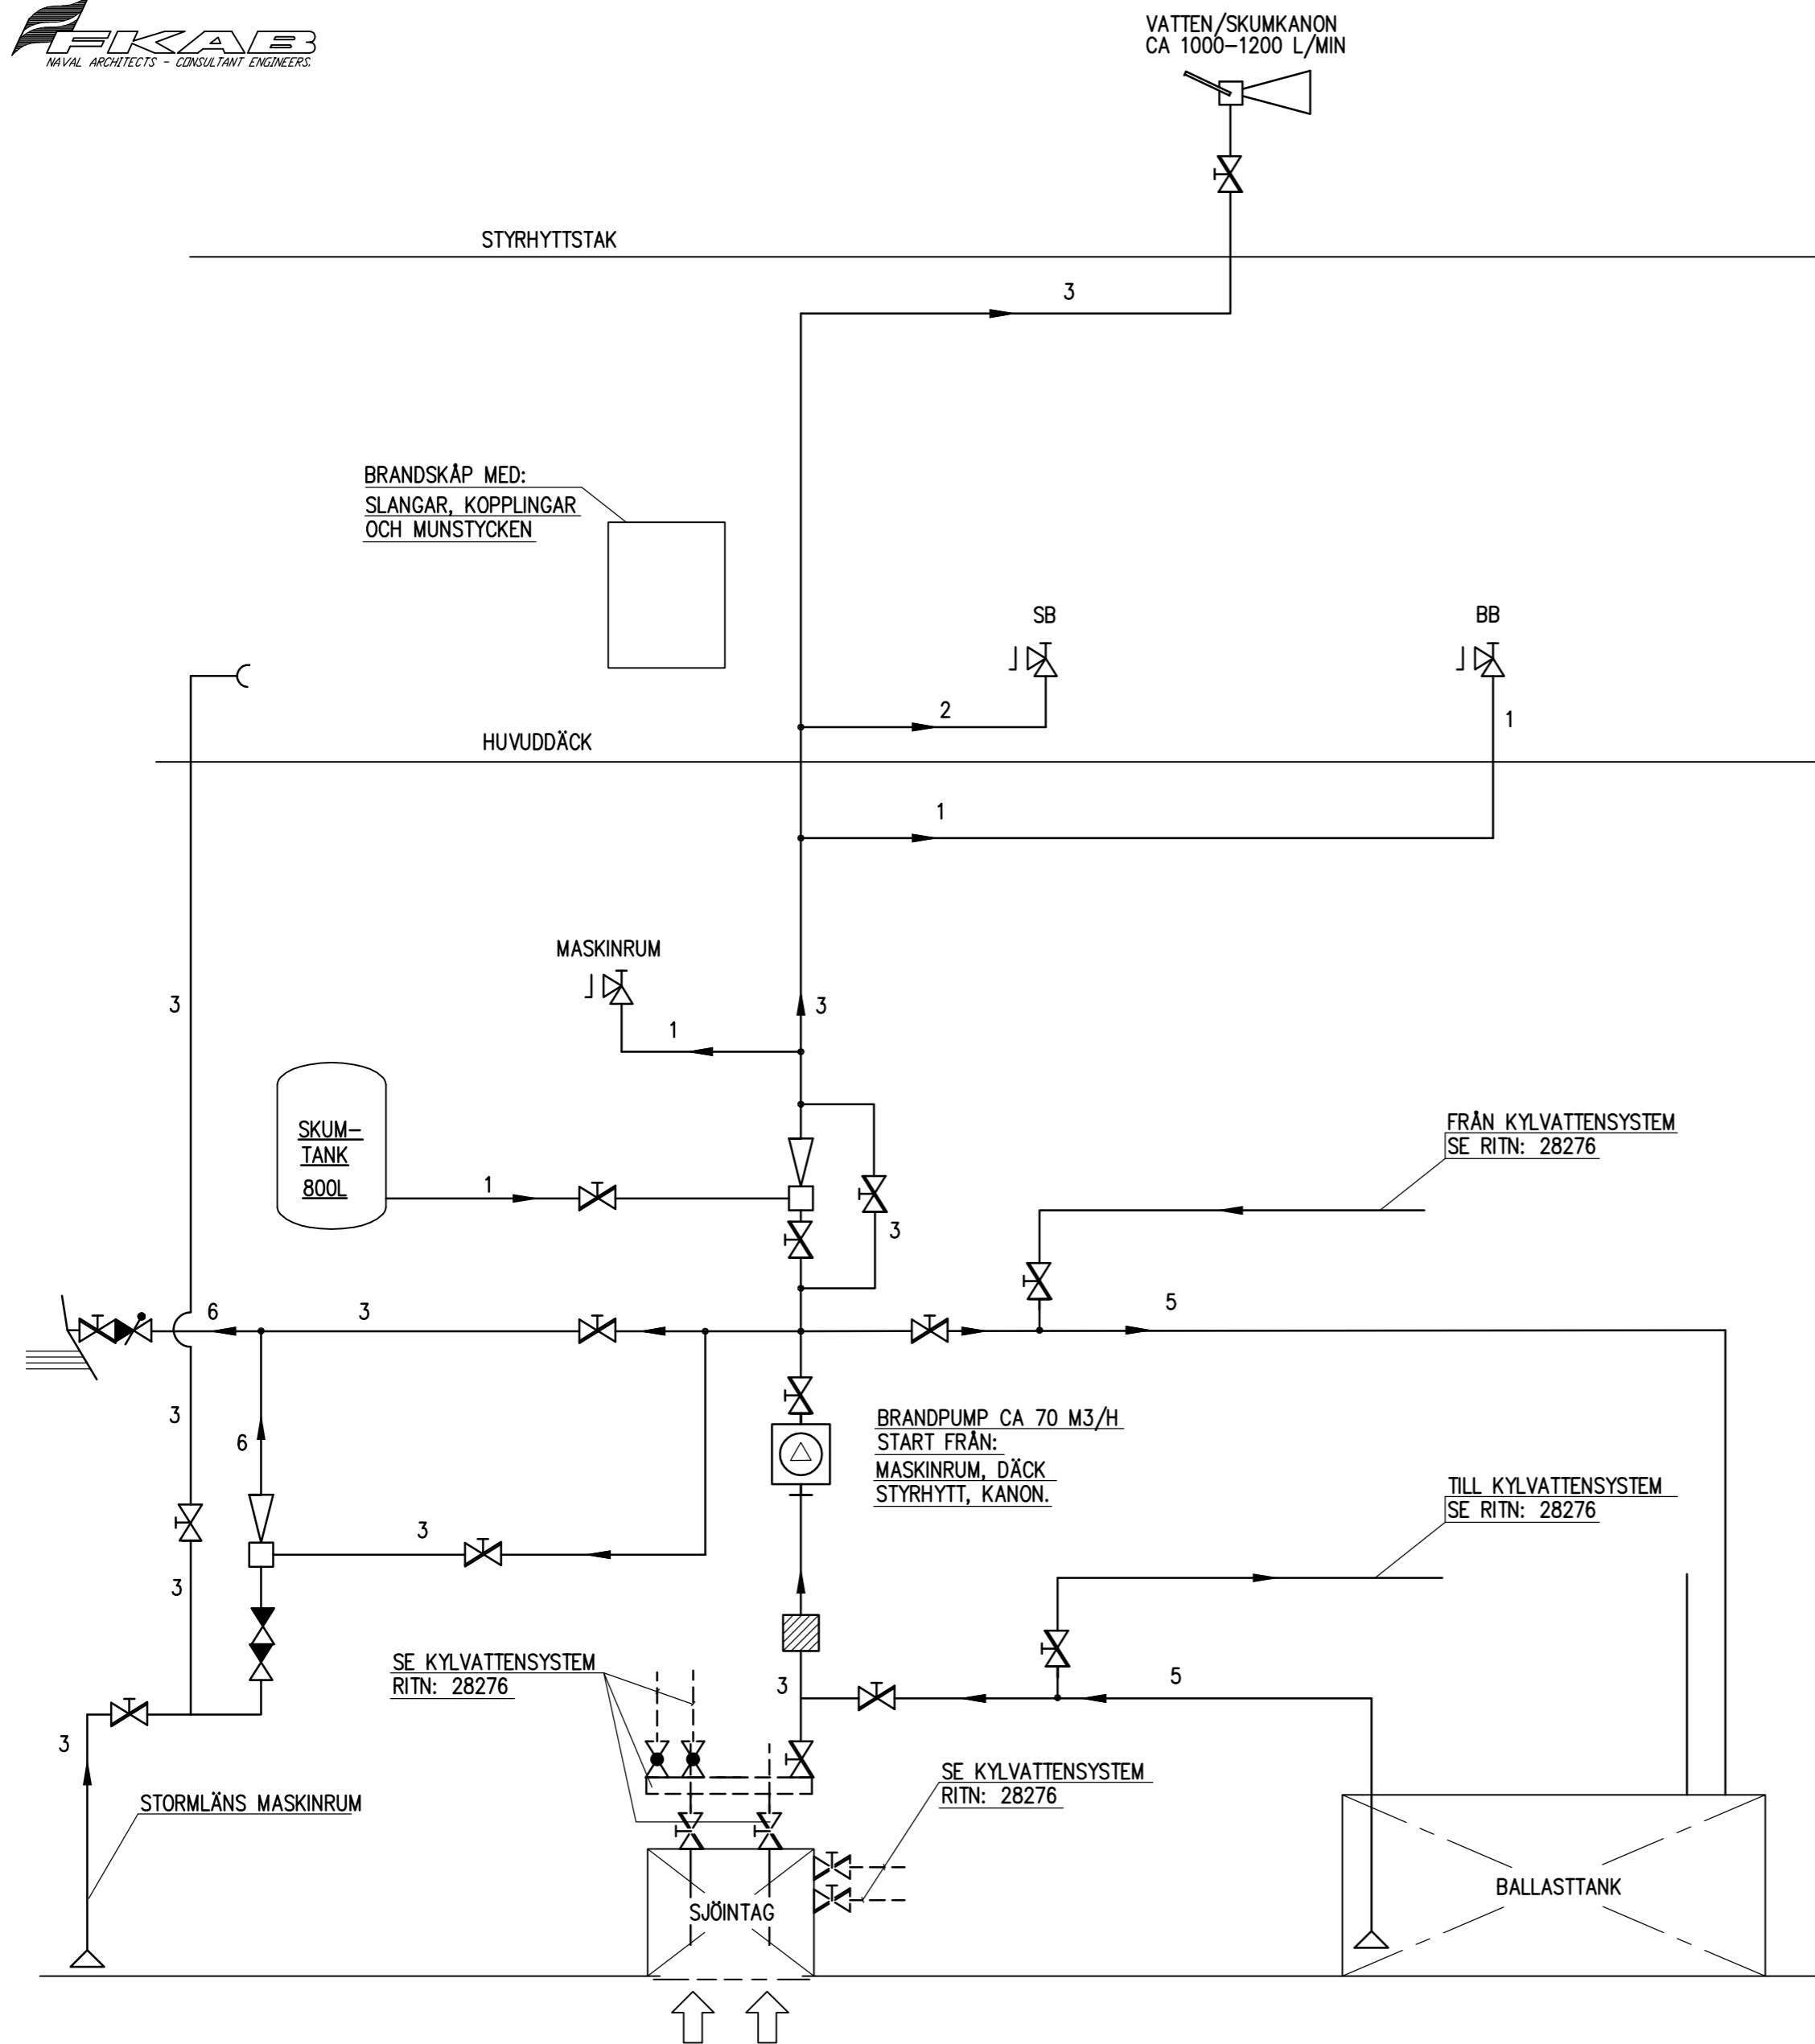 FKAB
NAVAL ARCHITECTS - CONSULTANT ENGINEERS.
VATTEN/SKUMKANON
CA 1000-1200 L/MIN
STYRHYTTSTAK
3
BRANDSKÅP MED:
SLANGAR, KOPPLINGAR
OCH MUNSTYCKEN
SB
BB
2
1
HUVUDDÄCK
1
MASKINRUM
3
3
1
SKUM-
TANK
800L
1
3
FRÅN KYLVATTENSYSTEM
SE RITN: 28276
6
3
5
3
6
BRANDPUMP CA 70 M3/H
START FRÅN:
MASKINRUM, DÄCK
STYRHYTT, KANON.
TILL KYLVATTENSYSTEM
SE RITN: 28276
3
3
SE KYLVATTENSYSTEM
RITN: 28276
3
5
3
STORMLÄNS MASKINRUM
SE KYLVATTENSYSTEM
RITN: 28276
SJÖINTAG
BALLASTTANK